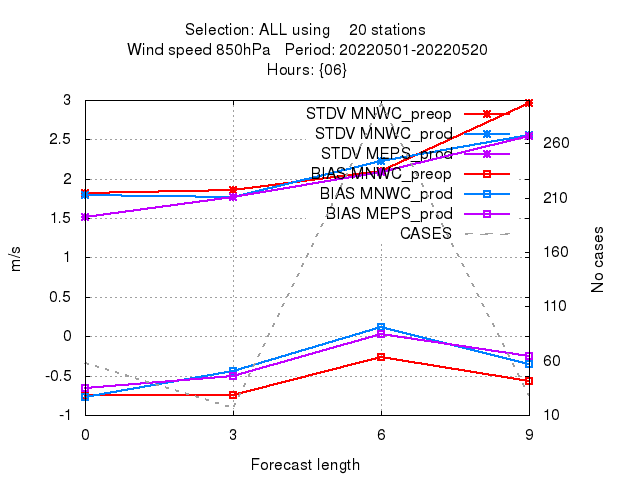 Selection: ALL using 20 stations
Wind speed 850hPa Period: 20220501-20220520
Hours: {06}
3
2.5
2
1.5
1
0.5
0
-0.5
-1
m/s
STDV MNWC_preop
STDV MNWC_prod
STDV MEPS_prod
BIAS MNWC_preop
BIAS MNWC_prod
BIAS MEPS_prod
CASES
260
210
160
110
60
10
No cases
0 3 6 9
Forecast length